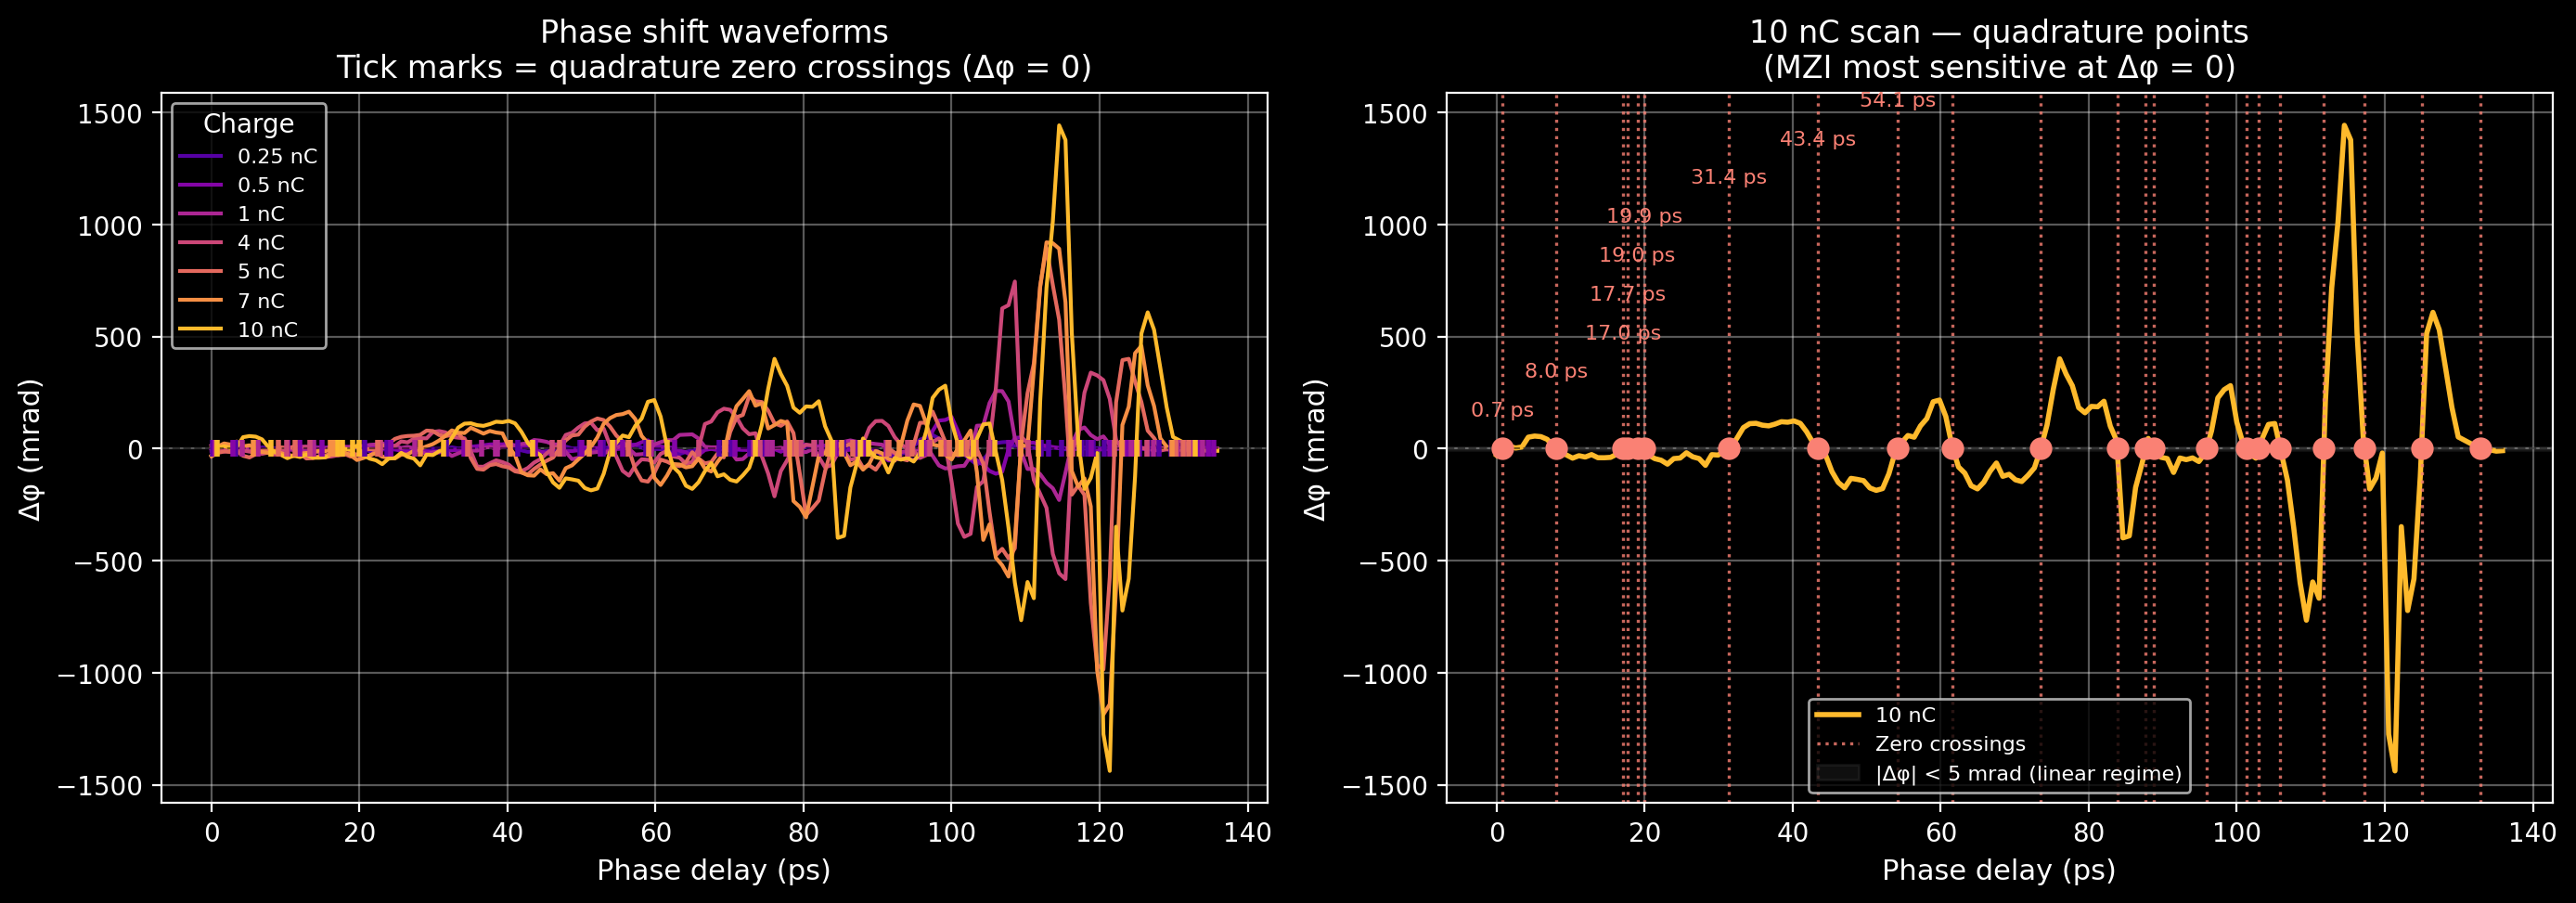 Phase shift waveforms
Tick marks = quadrature zero crossings (Δφ = 0)
Δφ (mrad)
1500
1000
500
0
−500
−1000
−1500
Charge
0.25 nC
0.5 nC
1 nC
4 nC
5 nC
7 nC
10 nC
0 20 40 60 80 100 120 140
Phase delay (ps)
10 nC scan — quadrature points
(MZI most sensitive at Δφ = 0)
Δφ (mrad)
1500
1000
500
0
−500
−1000
−1500
54.1 ps
43.4 ps
31.4 ps
19.9 ps
19.0 ps
17.7 ps
17.0 ps
8.0 ps
0.7 ps
10 nC
Zero crossings
|Δφ| < 5 mrad (linear regime)
0 20 40 60 80 100 120 140
Phase delay (ps)